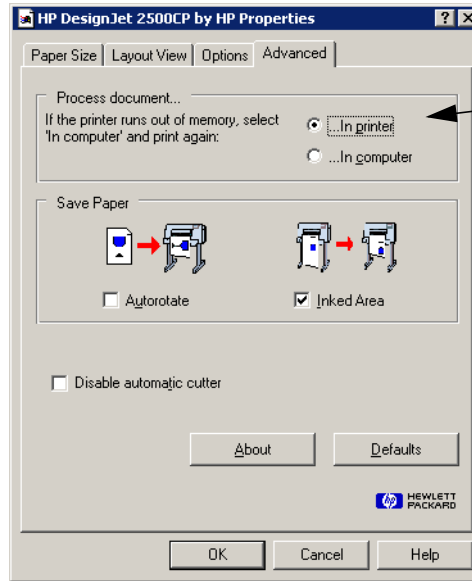 HP DesignJet 2500CP by HP Properties
Paper Size Layout View Options Advanced
Process document...
If the printer runs out of memory, select
'In computer' and print again:
...In printer
...In computer
Save Paper
Autorotate
Inked Area
Disable automatic cutter
About Defaults
hp HEWLETT
PACKARD
OK Cancel Help